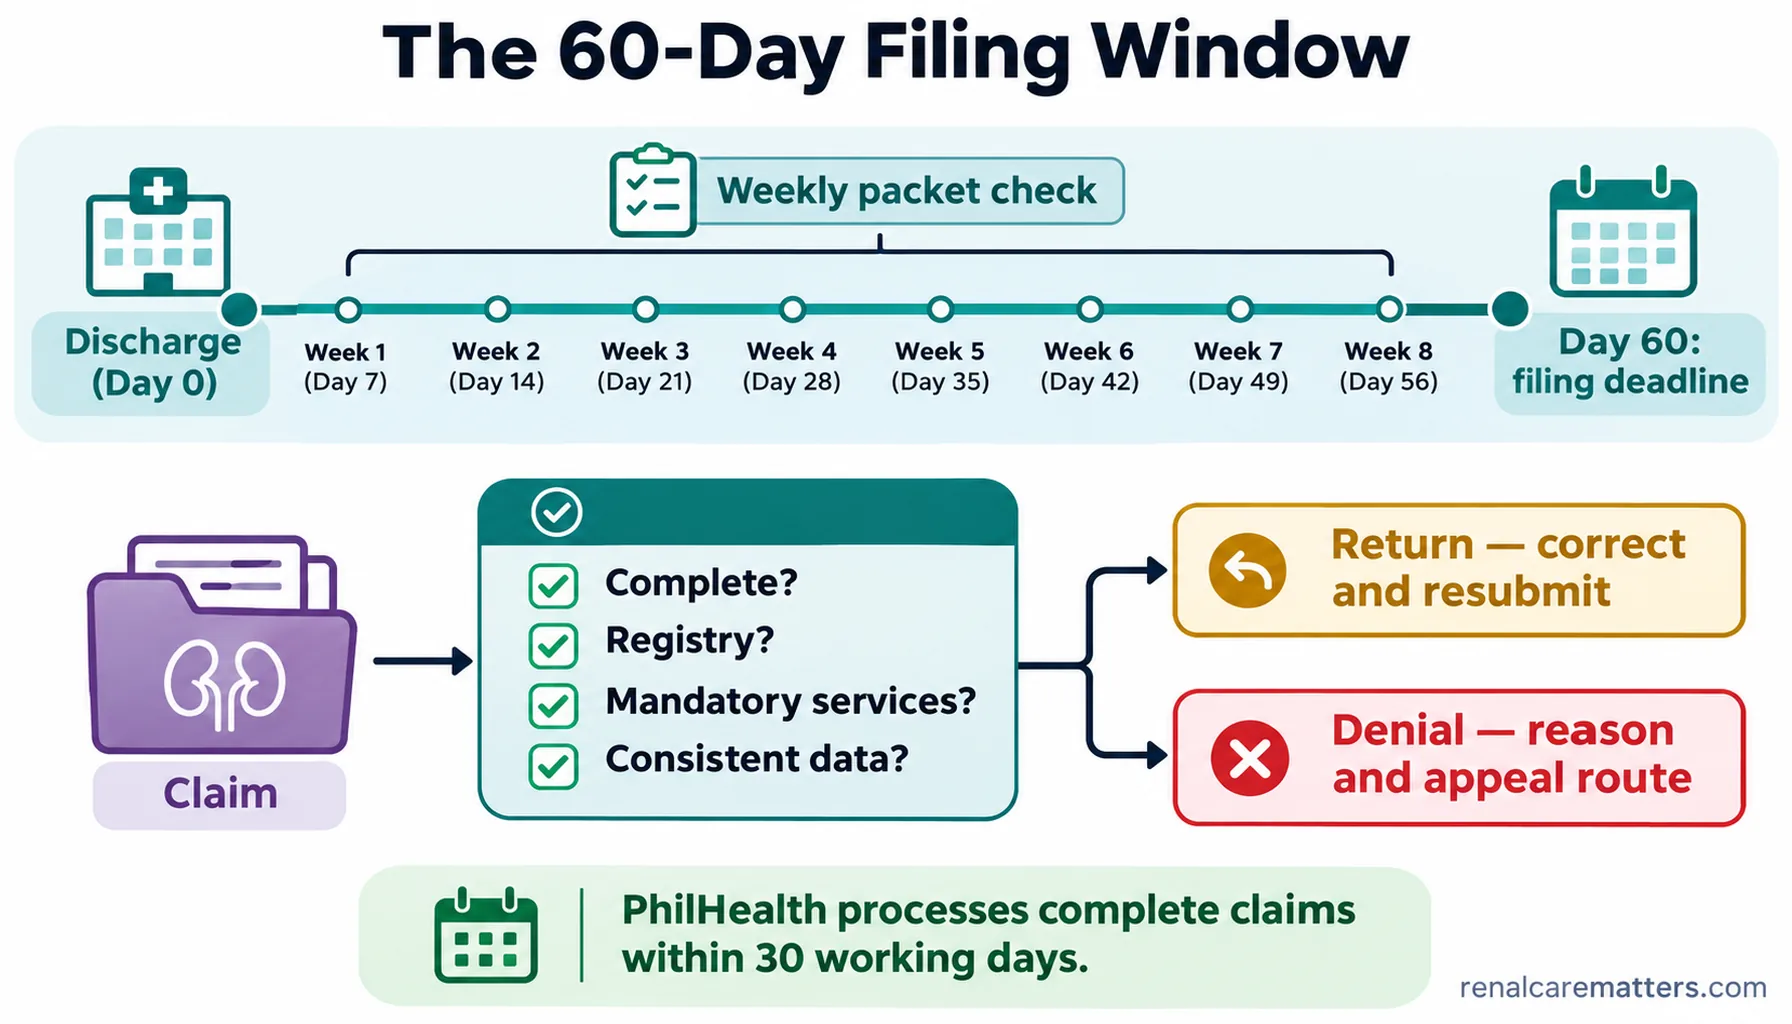 The 60-Day Filing Window
Weekly packet check
Discharge
(Day 0)
Week 1
(Day 7)
Week 2
(Day 14)
Week 3
(Day 21)
Week 4
(Day 28)
Week 5
(Day 35)
Week 6
(Day 42)
Week 7
(Day 49)
Week 8
(Day 56)
Day 60:
filing deadline
Claim
Complete?
Registry?
Mandatory services?
Consistent data?
Return — correct
and resubmit
Denial — reason
and appeal route
PhilHealth processes complete claims
within 30 working days.
renalcarematters.com